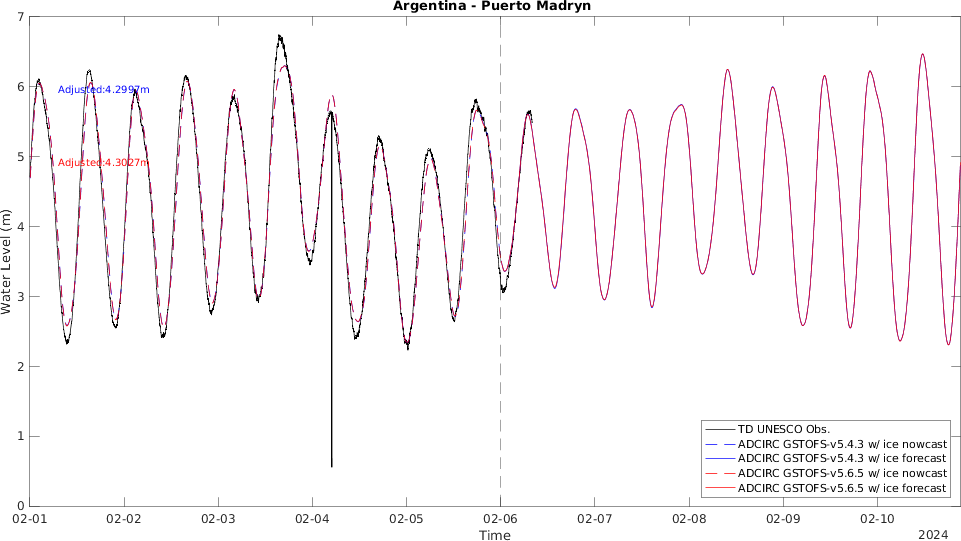 Argentina - Puerto Madryn
7
6
5
4
3
2
1
0
Water Level (m)
Adjusted:4.2997m
Adjusted:4.3027m
TD UNESCO Obs.
ADCIRC GSTOFS-v5.4.3 w/ ice nowcast
ADCIRC GSTOFS-v5.4.3 w/ ice forecast
ADCIRC GSTOFS-v5.6.5 w/ ice nowcast
ADCIRC GSTOFS-v5.6.5 w/ ice forecast
02-01 02-02 02-03 02-04 02-05 02-06 02-07 02-08 02-09 02-10
Time
2024